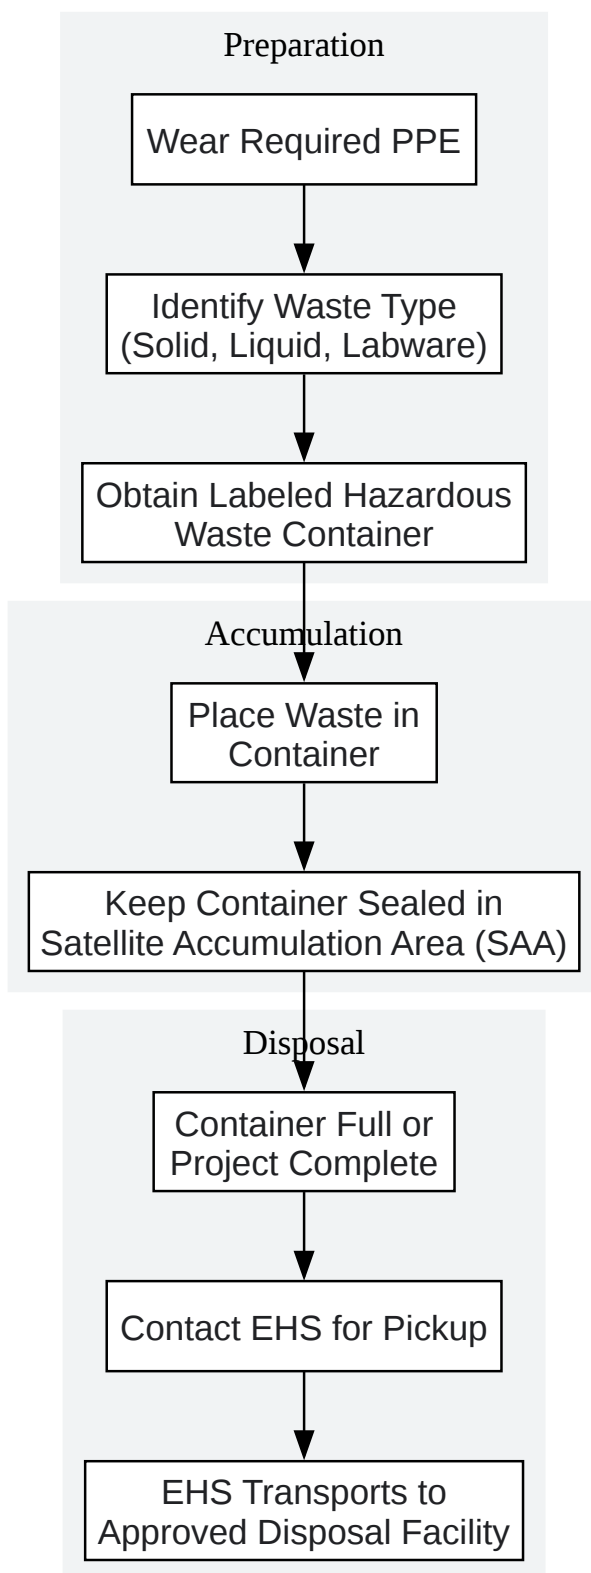 Preparation
Wear Required PPE
Identify Waste Type
(Solid, Liquid, Labware)
Obtain Labeled Hazardous
Waste Container
Accumulation
Place Waste in
Container
Keep Container Sealed in
Satellite Accumulation Area (SAA)
Disposal
Container Full or
Project Complete
Contact EHS for Pickup
EHS Transports to
Approved Disposal Facility